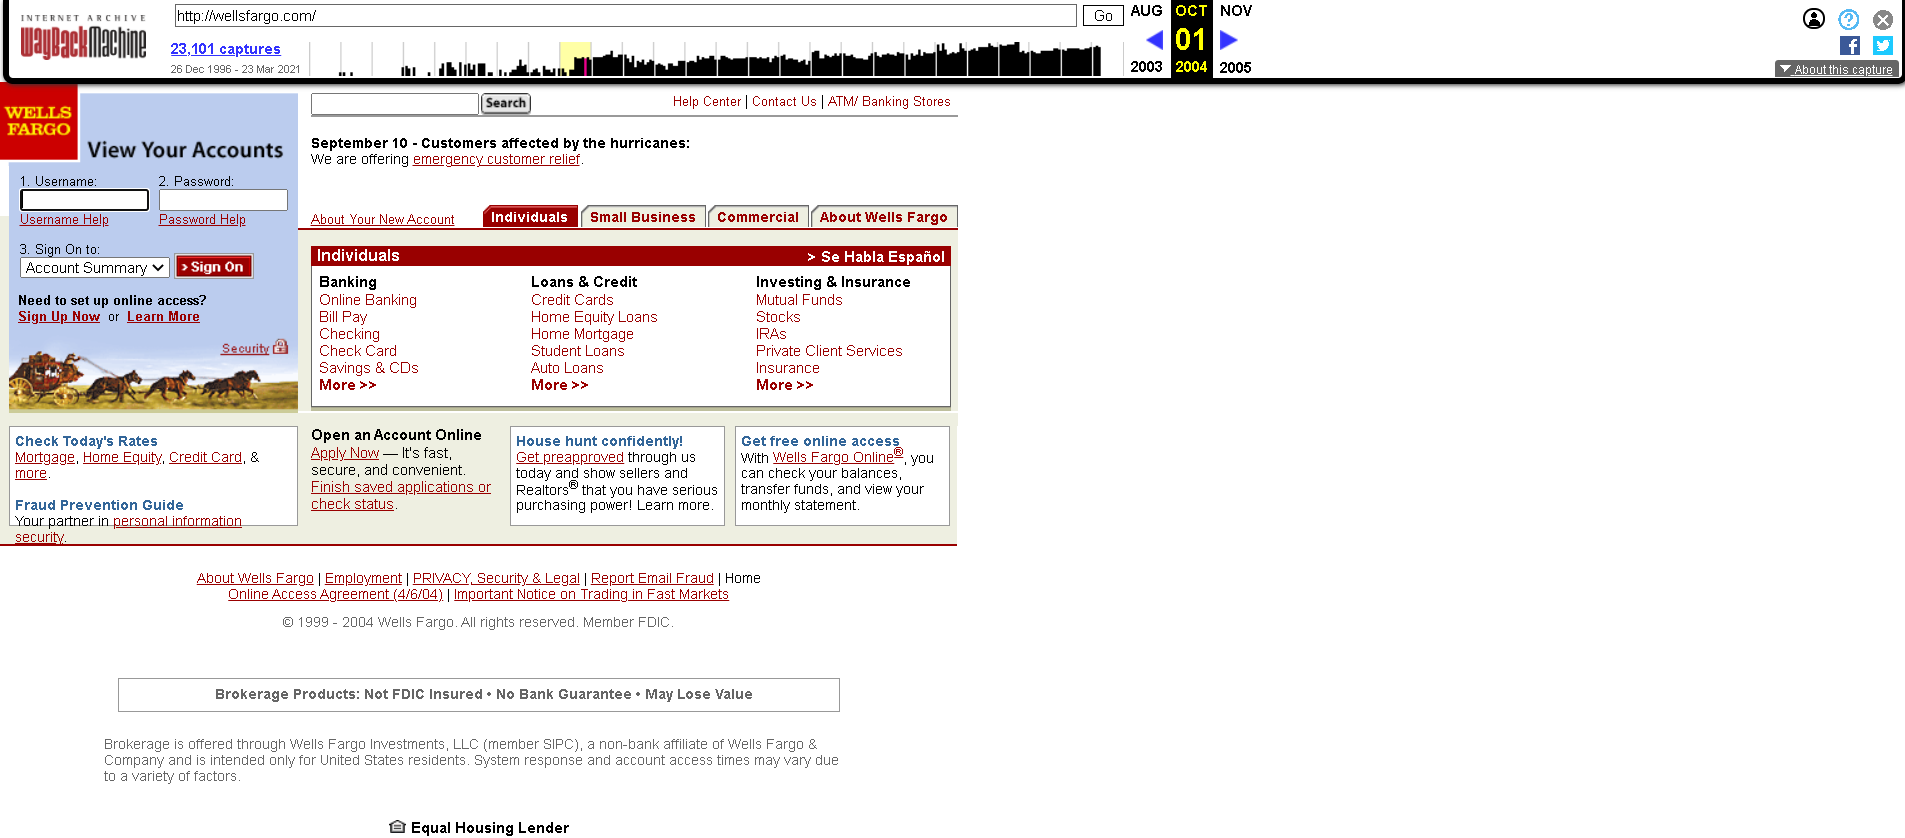 INTERNET ARCHIVE
WayBackMachine
http://wellsfargo.com/
Go
AUG
OCT
NOV
23,101 captures
01
26 Dec 1996 - 23 Mar 2021
2003
2004
2005
About this capture
WELLS
FARGO
View Your Accounts
1. Username:
2. Password:
Username Help
Password Help
3. Sign On to:
Account Summary
Sign On
Need to set up online access?
Sign Up Now or Learn More
Security
Search
Help Center | Contact Us | ATM/ Banking Stores
September 10 - Customers affected by the hurricanes:
We are offering emergency customer relief.
About Your New Account
Individuals
Small Business
Commercial
About Wells Fargo
Individuals
> Se Habla Español
Banking
Online Banking
Bill Pay
Checking
Check Card
Savings & CDs
More >>
Loans & Credit
Credit Cards
Home Equity Loans
Home Mortgage
Student Loans
Auto Loans
More >>
Investing & Insurance
Mutual Funds
Stocks
IRAs
Private Client Services
Insurance
More >>
Check Today's Rates
Mortgage, Home Equity, Credit Card, &
more.
Fraud Prevention Guide
Your partner in personal information
security.
Open an Account Online
Apply Now — It's fast,
secure, and convenient.
Finish saved applications or
check status.
House hunt confidently!
Get preapproved through us
today and show sellers and
Realtors® that you have serious
purchasing power! Learn more.
Get free online access
With Wells Fargo Online®, you
can check your balances,
transfer funds, and view your
monthly statement.
About Wells Fargo | Employment | PRIVACY, Security & Legal | Report Email Fraud | Home
Online Access Agreement (4/6/04) | Important Notice on Trading in Fast Markets
© 1999 - 2004 Wells Fargo. All rights reserved. Member FDIC.
Brokerage Products: Not FDIC Insured • No Bank Guarantee • May Lose Value
Brokerage is offered through Wells Fargo Investments, LLC (member SIPC), a non-bank affiliate of Wells Fargo &
Company and is intended only for United States residents. System response and account access times may vary due
to a variety of factors.
Equal Housing Lender